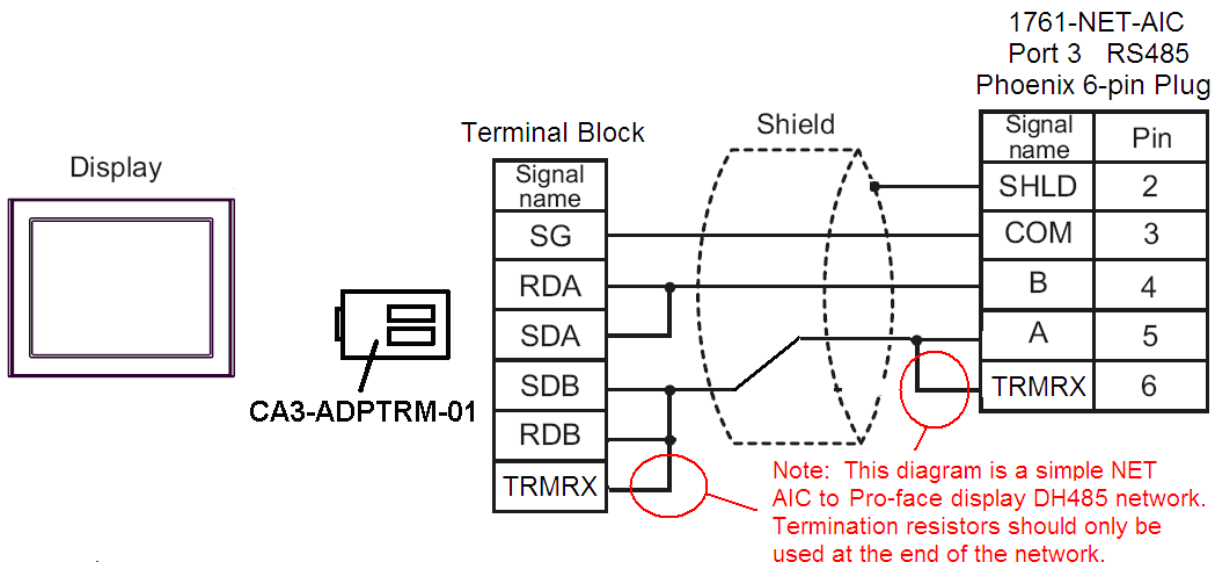 1761-NET-AIC
Port 3 RS485
Phoenix 6-pin Plug
Display
CA3-ADPTRM-01
Terminal Block
Signal
name
SG
RDA
SDA
SDB
RDB
TRMRX
Shield
Signal
name
Pin
SHLD 2
COM 3
B 4
A 5
TRMRX 6
Note: This diagram is a simple NET
AIC to Pro-face display DH485 network.
Termination resistors should only be
used at the end of the network.